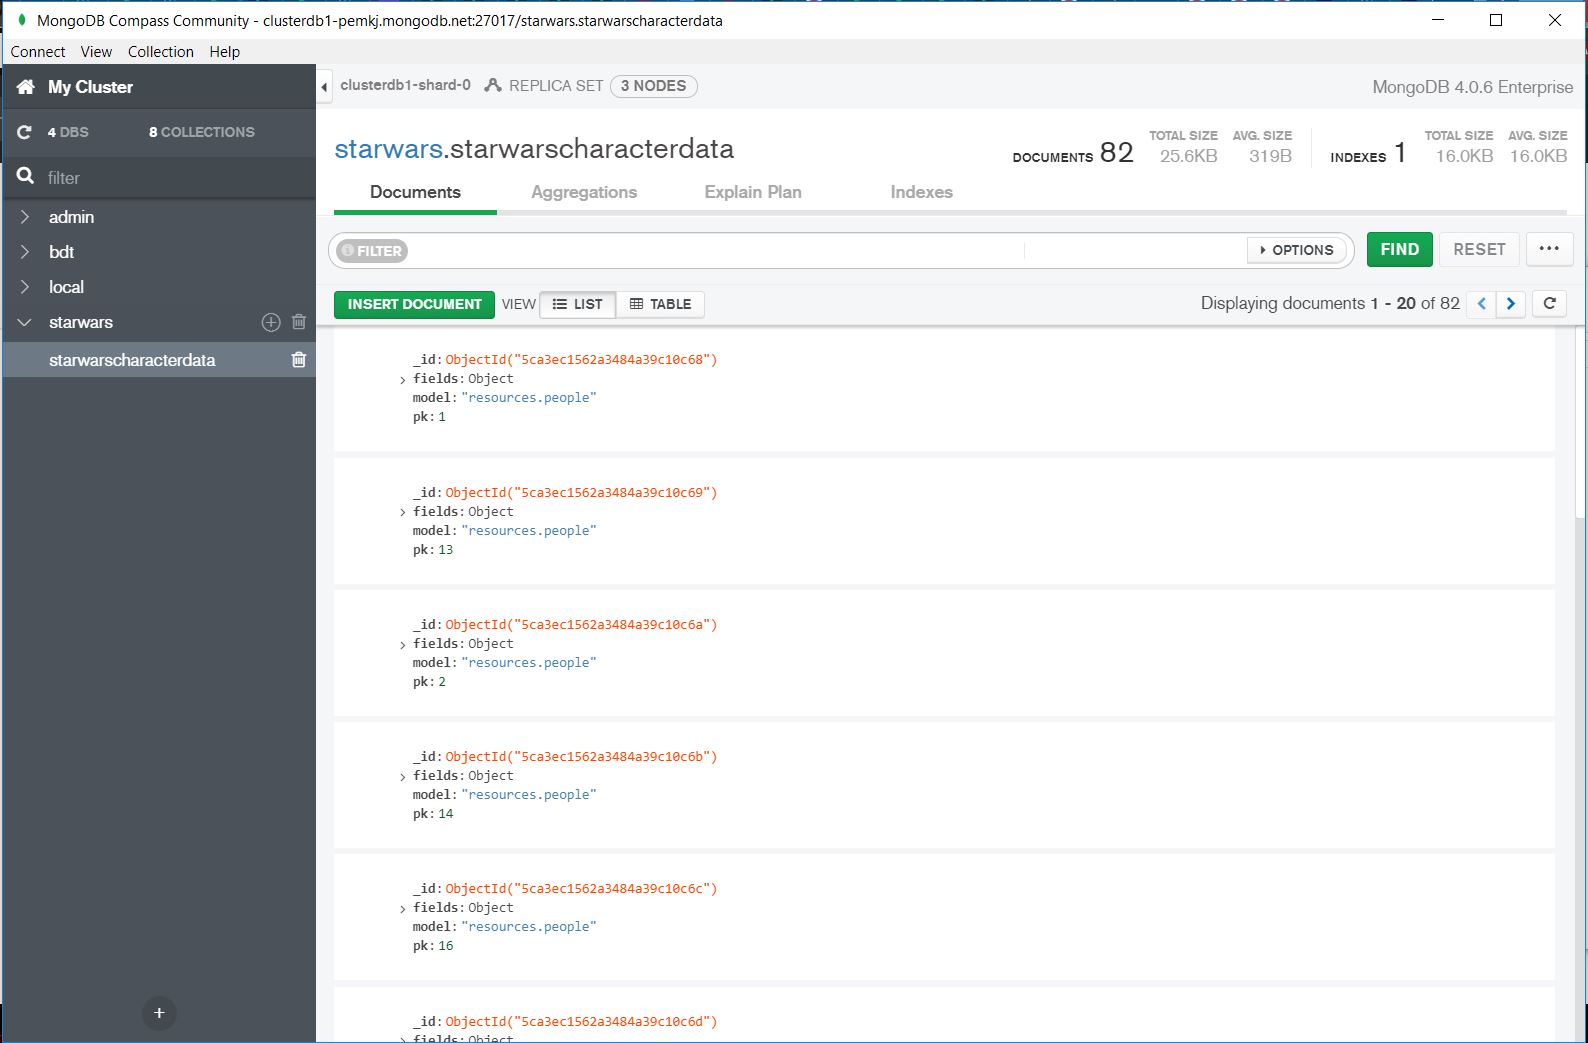 MongoDB Compass Community - clusterdb1-pemkj.mongodb.net:27017/starwars.starwarscharacterdata
Connect View Collection Help
My Cluster
4 DBS 8 COLLECTIONS
filter
admin
bdt
local
starwars
starwarscharacterdata
clusterdb1-shard-0 REPLICA SET 3 NODES MongoDB 4.0.6 Enterprise
starwars.starwarscharacterdata
DOCUMENTS 82 TOTAL SIZE 25.6KB AVG. SIZE 319B INDEXES 1 TOTAL SIZE 16.0KB AVG. SIZE 16.0KB
Documents Aggregations Explain Plan Indexes
FILTER OPTIONS FIND RESET ...
INSERT DOCUMENT VIEW LIST TABLE Displaying documents 1 - 20 of 82
_id: ObjectId("5ca3ec1562a3484a39c10c68")
fields: Object
model: "resources.people"
pk: 1
_id: ObjectId("5ca3ec1562a3484a39c10c69")
fields: Object
model: "resources.people"
pk: 13
_id: ObjectId("5ca3ec1562a3484a39c10c6a")
fields: Object
model: "resources.people"
pk: 2
_id: ObjectId("5ca3ec1562a3484a39c10c6b")
fields: Object
model: "resources.people"
pk: 14
_id: ObjectId("5ca3ec1562a3484a39c10c6c")
fields: Object
model: "resources.people"
pk: 16
_id: ObjectId("5ca3ec1562a3484a39c10c6d")
fields: Object